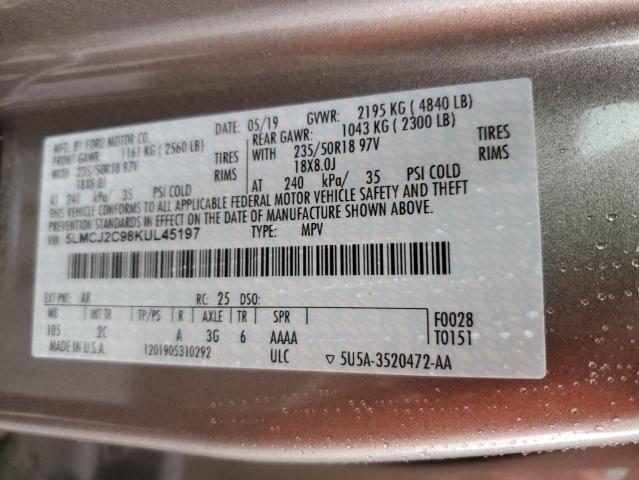 MFD. BY FORD MOTOR CO.
DATE: 05/19 GVWR: 2195 KG ( 4840 LB)
FRONT GAWR: 1161 KG ( 2560 LB) REAR GAWR: 1043 KG ( 2300 LB)
WITH 235/50R18 97V TIRES WITH 235/50R18 97V TIRES
18X8.0J RIMS 18X8.0J RIMS
AT 240 kPa/ 35 PSI COLD AT 240 kPa/ 35 PSI COLD
THIS VEHICLE CONFORMS TO ALL APPLICABLE FEDERAL MOTOR VEHICLE SAFETY AND THEFT
PREVENTION STANDARDS IN EFFECT ON THE DATE OF MANUFACTURE SHOWN ABOVE.
VIN: 5LMCJ2C98KUL45197 TYPE: MPV
EXT PNT: AR RC: 25 DSO:
WB INT TR TP/PS R AXLE TR SPR F0028
105 2C A 3G 6 AAAA T0151
MADE IN U.S.A. 1201905310292 ULC ▽ 5U5A-3520472-AA